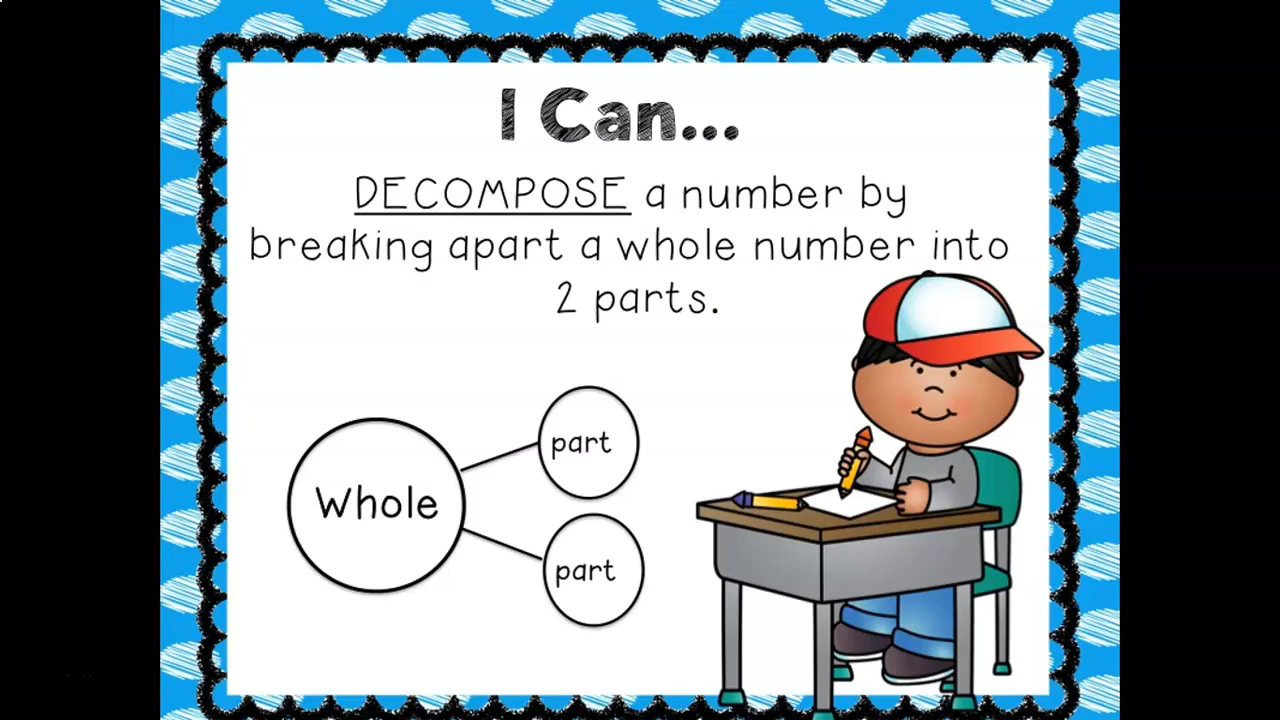 I Can...
DECOMPOSE a number by
breaking apart a whole number into
2 parts.
part
Whole
part